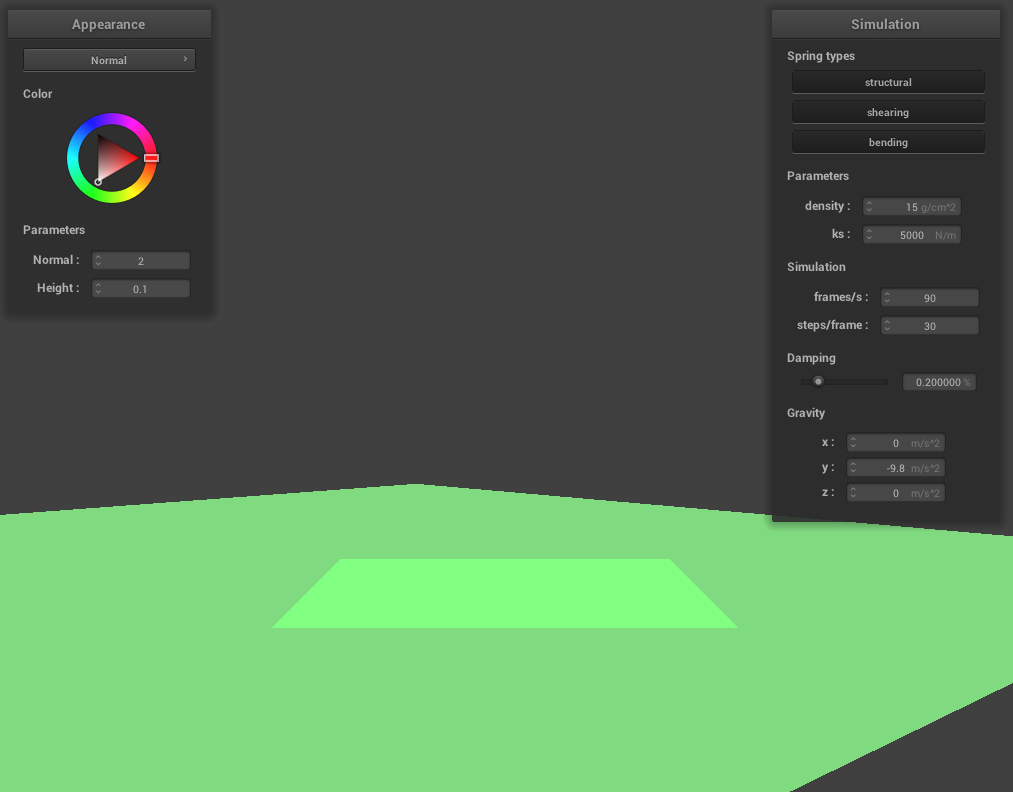 Appearance
Normal
Color
Parameters
Normal : 2
Height : 0.1
Simulation
Spring types
structural
shearing
bending
Parameters
density : 15 g/cm^2
ks : 5000 N/m
Simulation
frames/s : 90
steps/frame : 30
Damping
0.200000 %
Gravity
x : 0 m/s^2
y : -9.8 m/s^2
z : 0 m/s^2